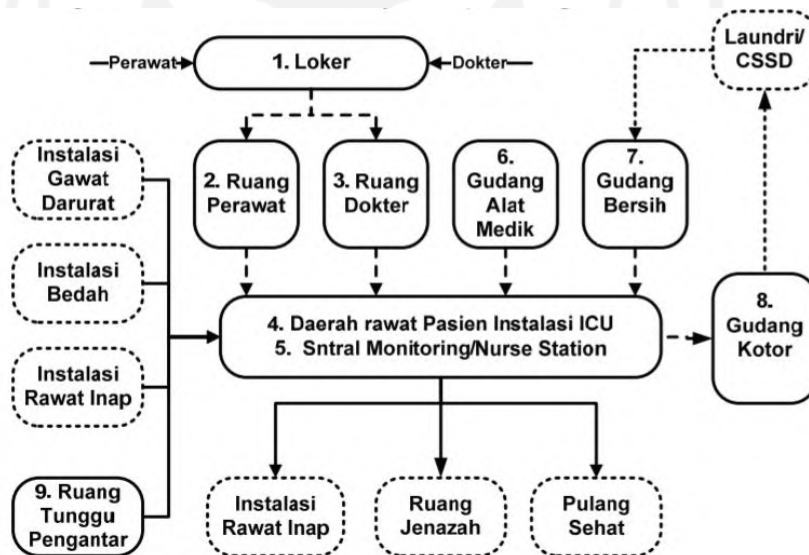 Perawat
1. Loker
Dokter
Laundri/
CSSD
Instalasi
Gawat
Darurat
2. Ruang
Perawat
3. Ruang
Dokter
6.
Gudang
Alat
Medik
7.
Gudang
Bersih
Instalasi
Bedah
4. Daerah rawat Pasien Instalasi ICU
5. Sntral Monitoring/Nurse Station
8.
Gudang
Kotor
Instalasi
Rawat Inap
9. Ruang
Tunggu
Pengantar
Instalasi
Rawat Inap
Ruang
Jenazah
Pulang
Sehat